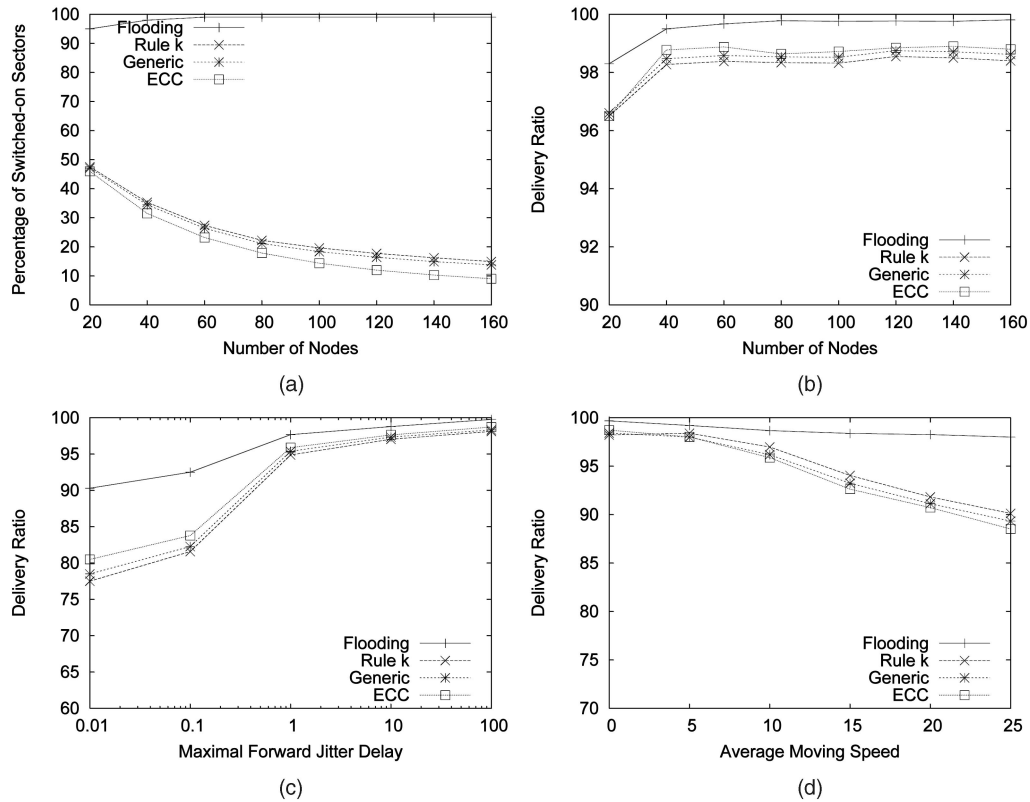 100
90
80
70
60
50
40
30
20
10
0
Percentage of Switched-on Sectors
Flooding
Rule k
Generic
ECC
20 40 60 80 100 120 140 160
Number of Nodes
(a)
100
98
96
94
92
90
Delivery Ratio
Flooding
Rule k
Generic
ECC
20 40 60 80 100 120 140 160
Number of Nodes
(b)
100
95
90
85
80
75
70
65
60
Delivery Ratio
Flooding
Rule k
Generic
ECC
0.01 0.1 1 10 100
Maximal Forward Jitter Delay
(c)
100
95
90
85
80
75
70
Delivery Ratio
Flooding
Rule k
Generic
ECC
0 5 10 15 20 25
Average Moving Speed
(d)